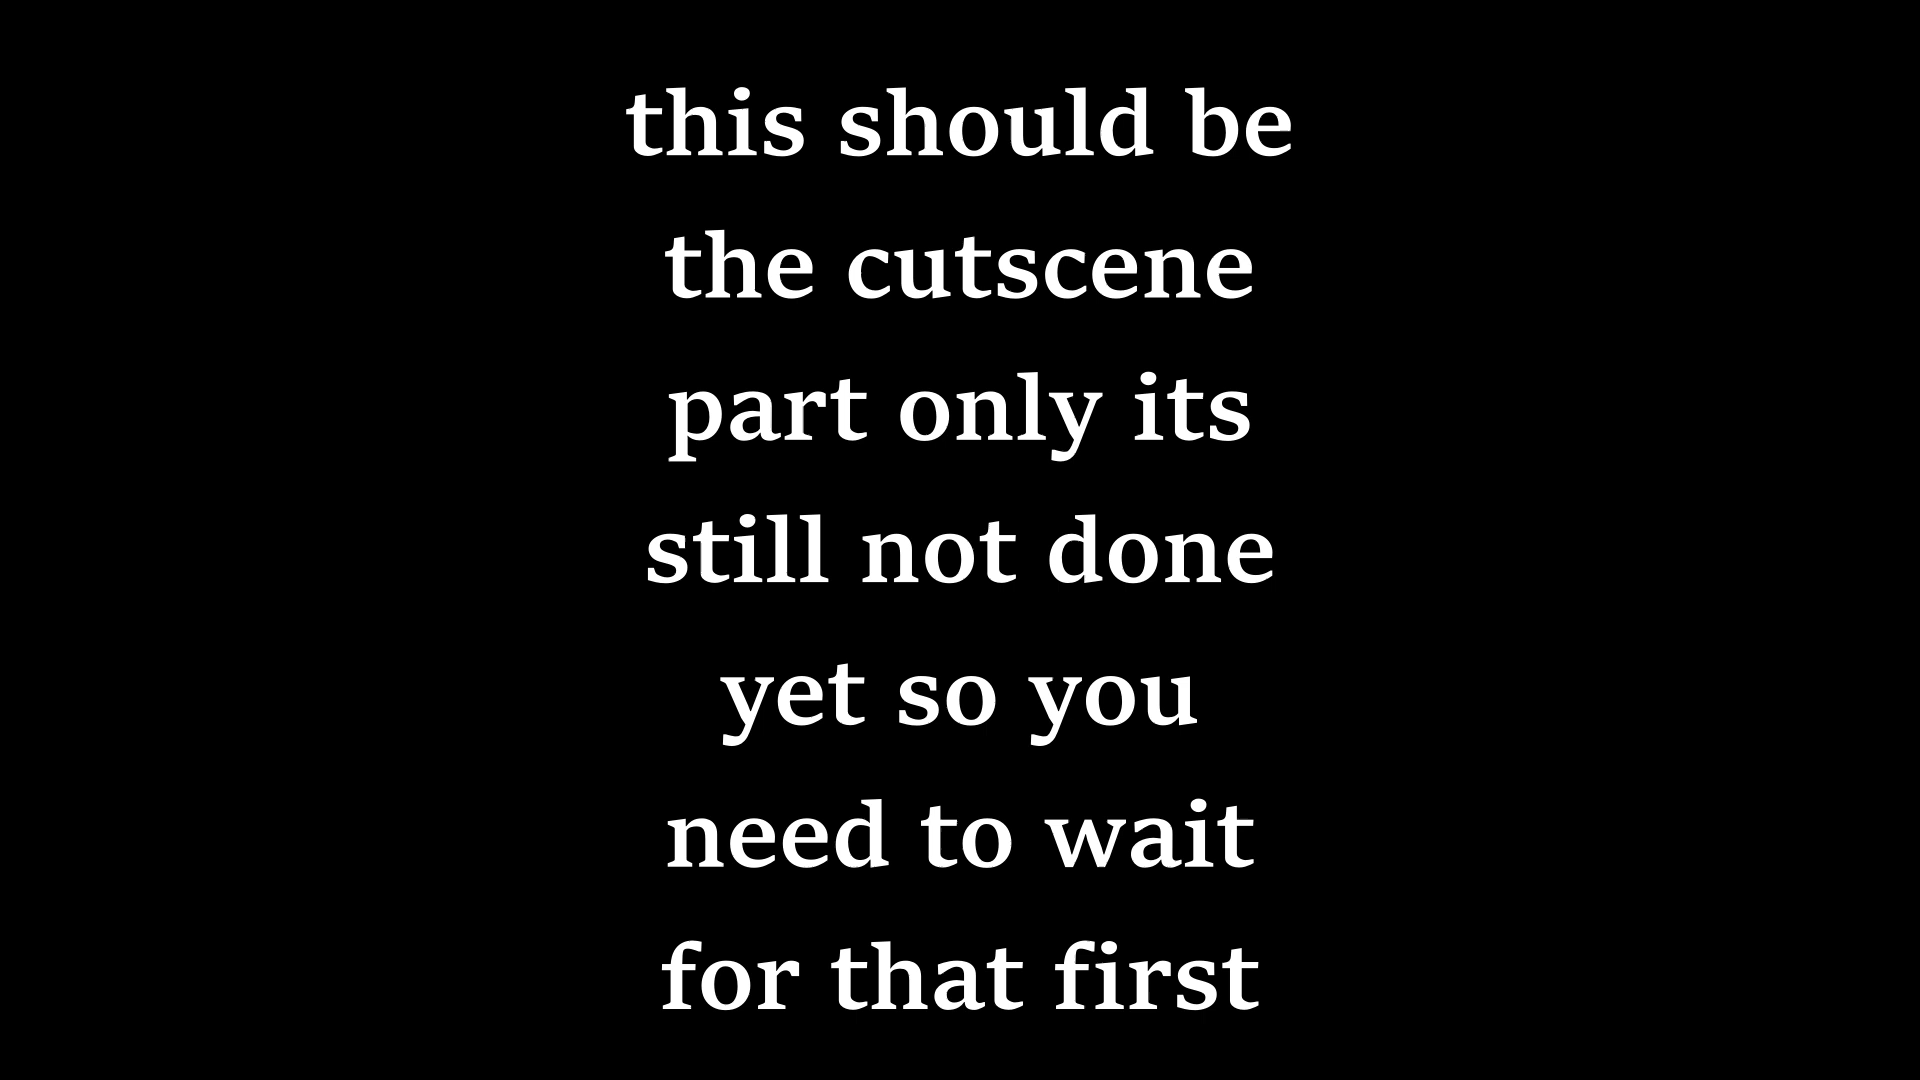 this should be
the cutscene
part only its
still not done
yet so you
need to wait
for that first